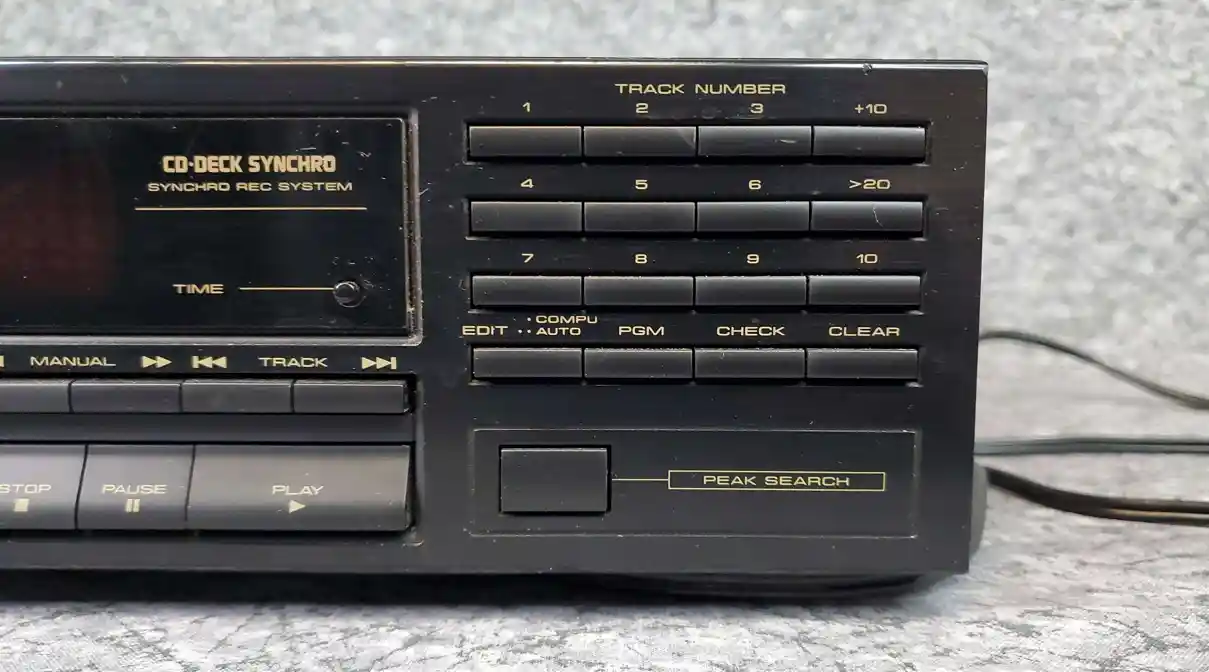 CD·DECK SYNCHRO
SYNCHRO REC SYSTEM
TIME
MANUAL TRACK
STOP PAUSE PLAY
TRACK NUMBER
1 2 3 +10
4 5 6 >20
7 8 9 10
EDIT • COMPU
•• AUTO PGM CHECK CLEAR
PEAK SEARCH